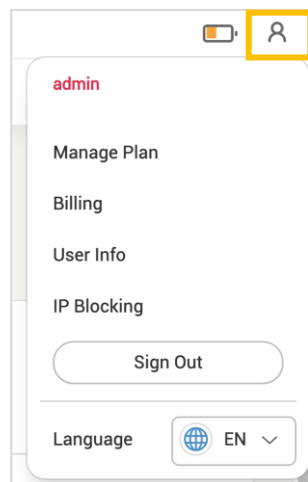 admin
Manage Plan
Billing
User Info
IP Blocking
Sign Out
Language EN